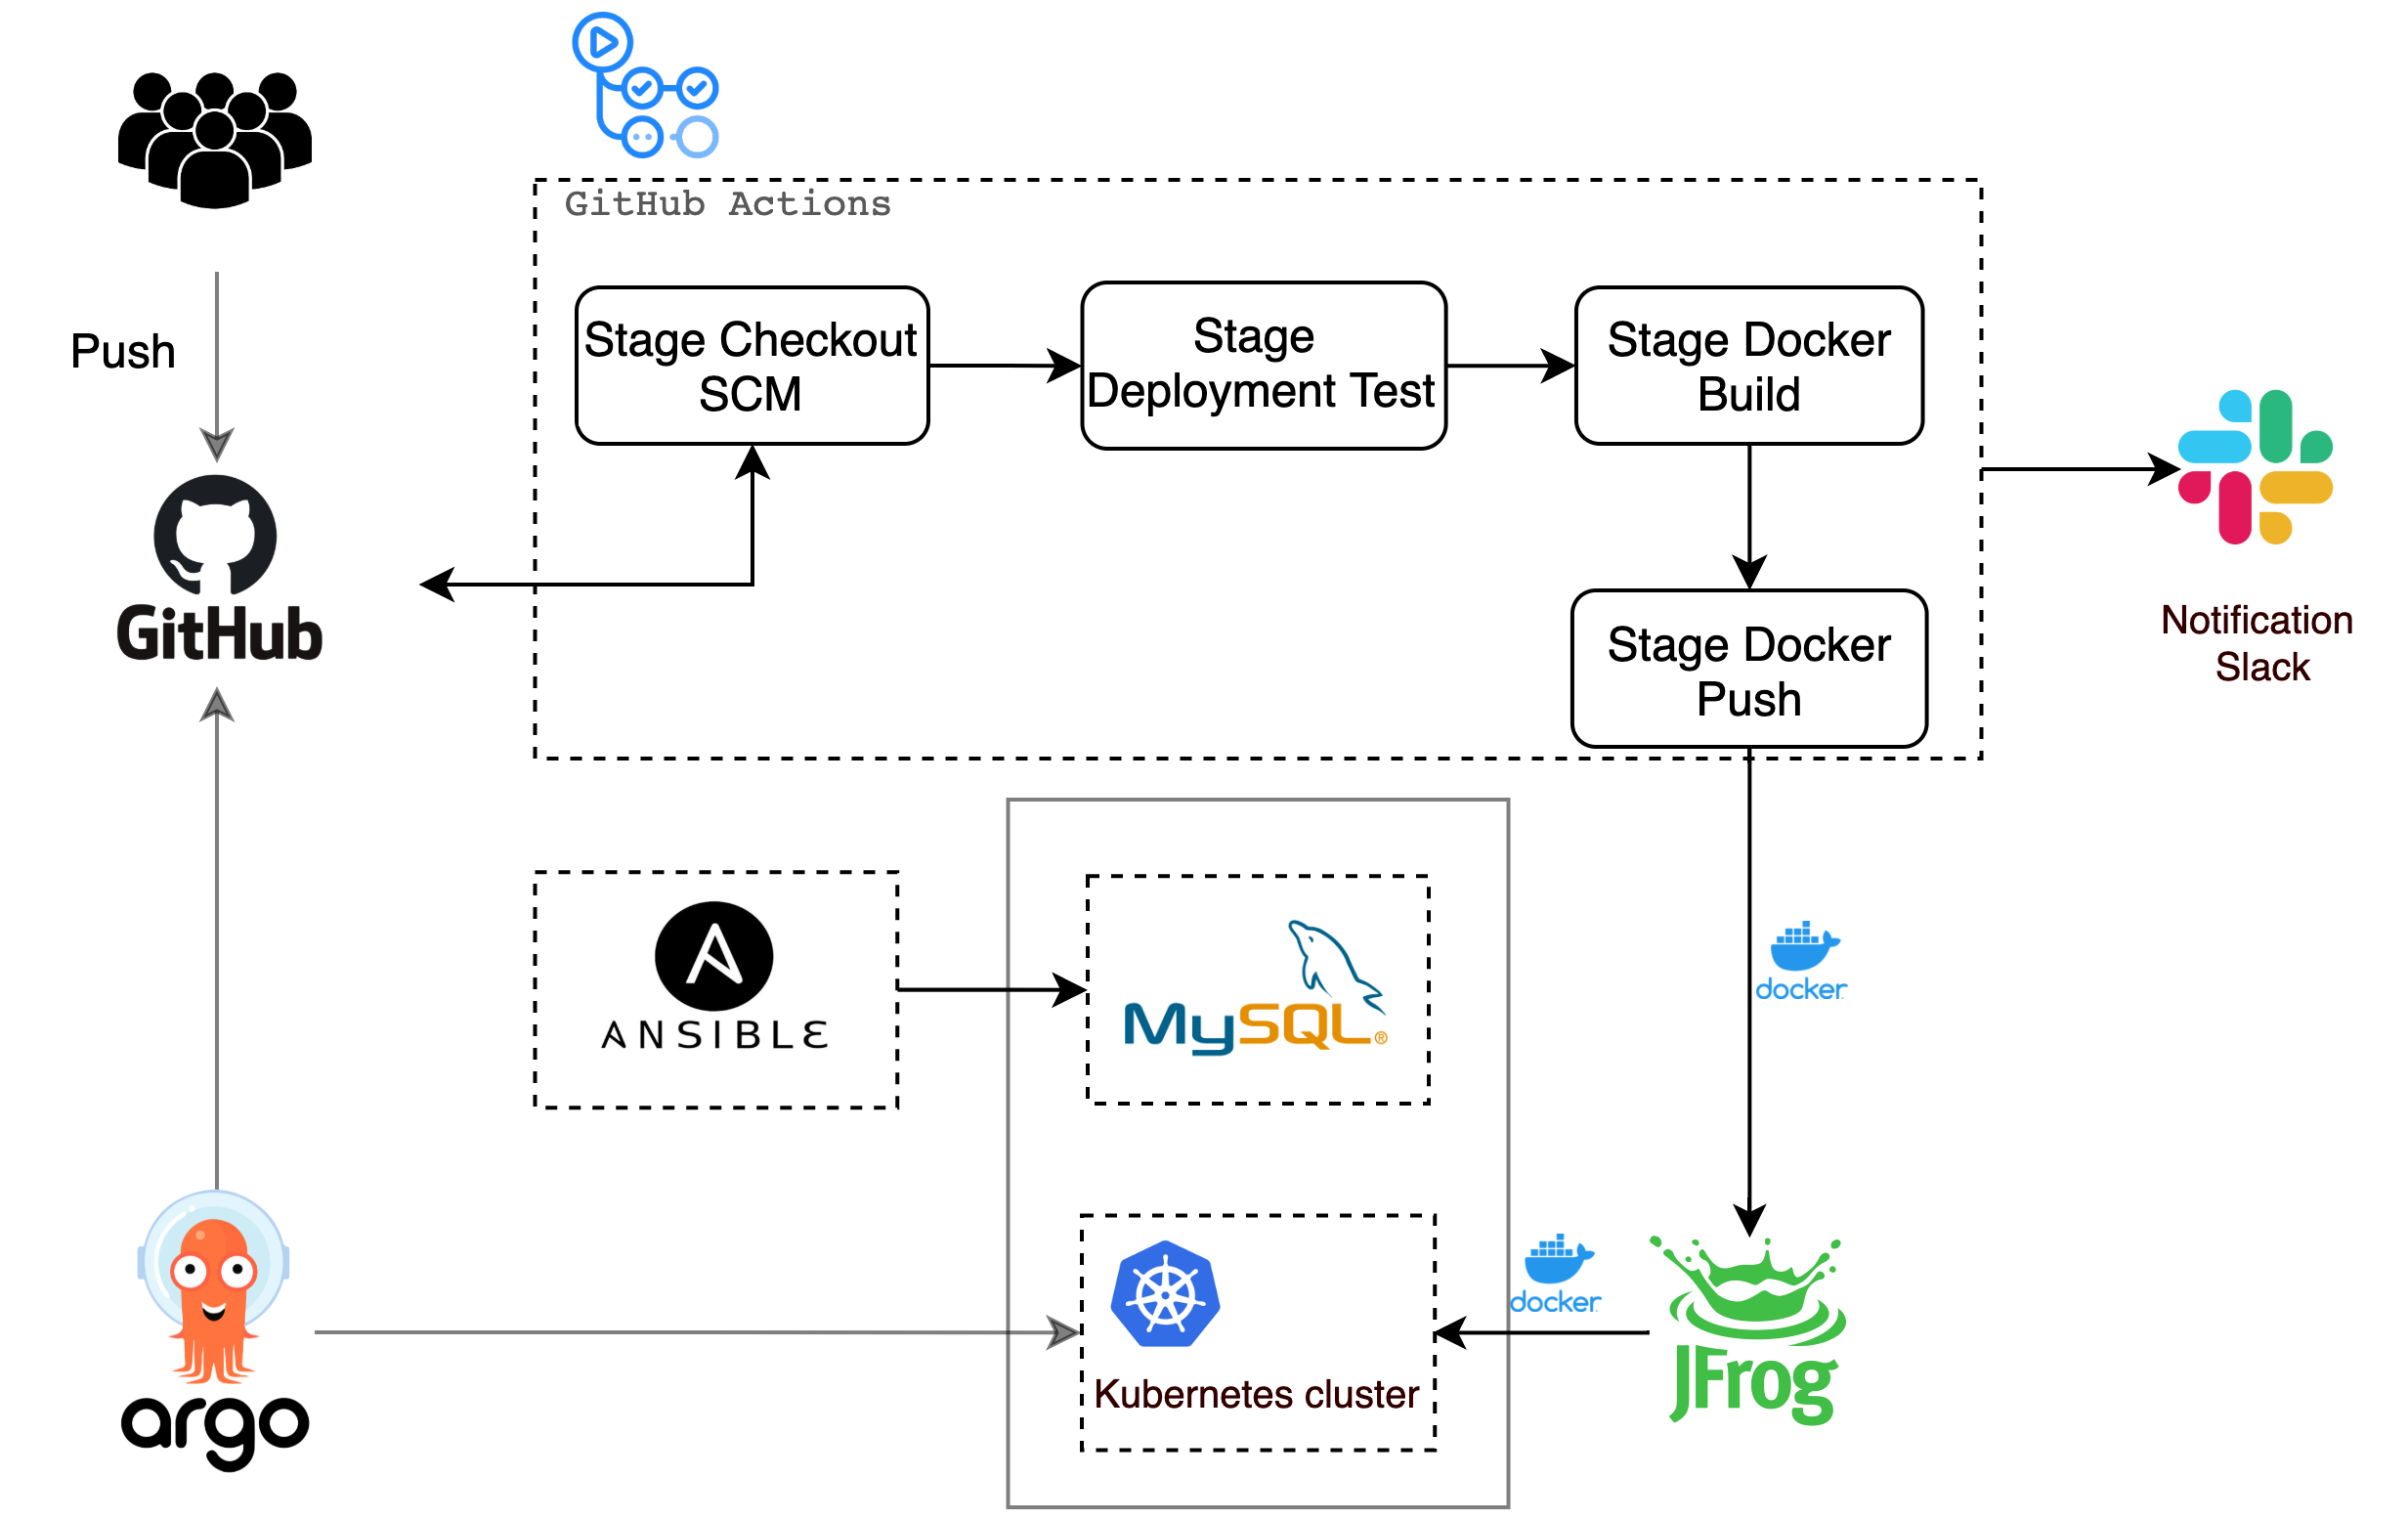 GitHub Actions
Push
Stage Checkout
SCM
Stage
Deployment Test
Stage Docker
Build
GitHub
Stage Docker
Push
Notification
Slack
ANSIBLE
MySQL®
docker
docker
Kubernetes cluster
JFrog
argo